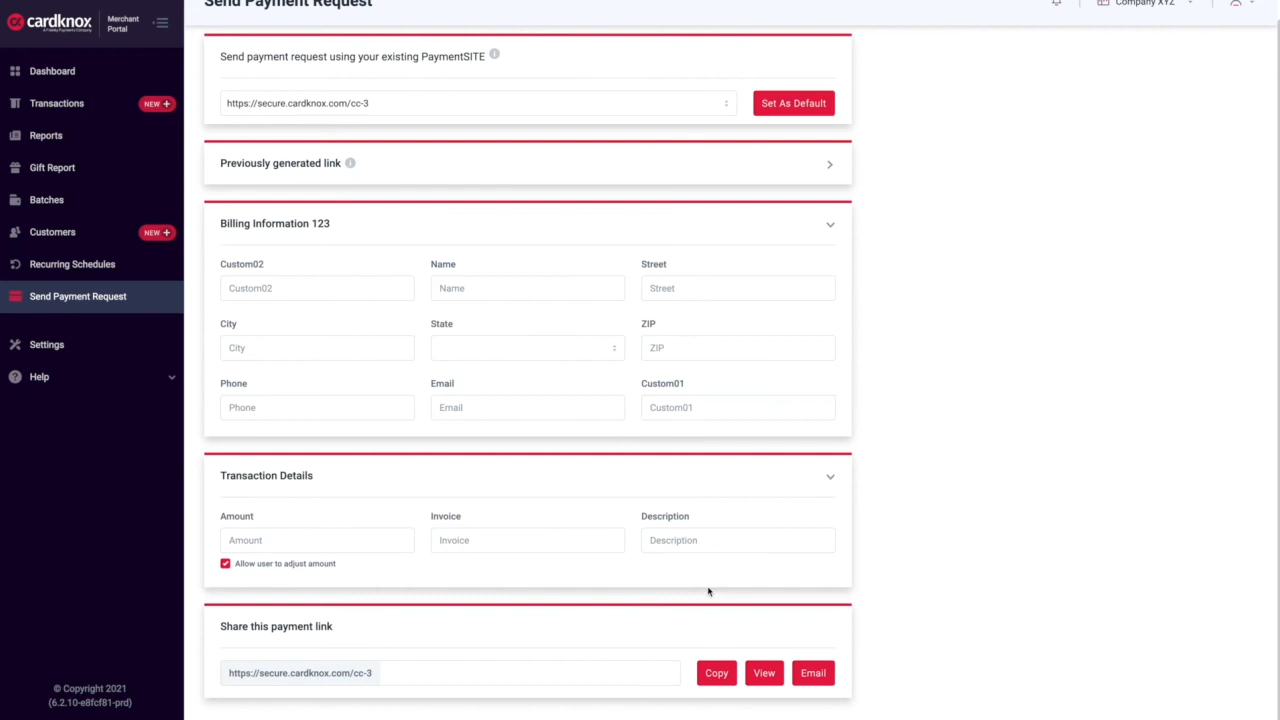 cardknox
A Fidelity Payments Company
Merchant
Portal
Dashboard
Transactions
NEW +
Reports
Gift Report
Batches
Customers
NEW +
Recurring Schedules
Send Payment Request
Settings
Help
© Copyright 2021
(6.2.10-e8fcf81-prd)
Send Payment Request
Company XYZ
Send payment request using your existing PaymentSITE
https://secure.cardknox.com/cc-3
Set As Default
Previously generated link
Billing Information 123
Custom02 Name Street
Custom02 Name Street
City State ZIP
City ZIP
Phone Email Custom01
Phone Email Custom01
Transaction Details
Amount Invoice Description
Amount Invoice Description
Allow user to adjust amount
Share this payment link
https://secure.cardknox.com/cc-3
Copy View Email